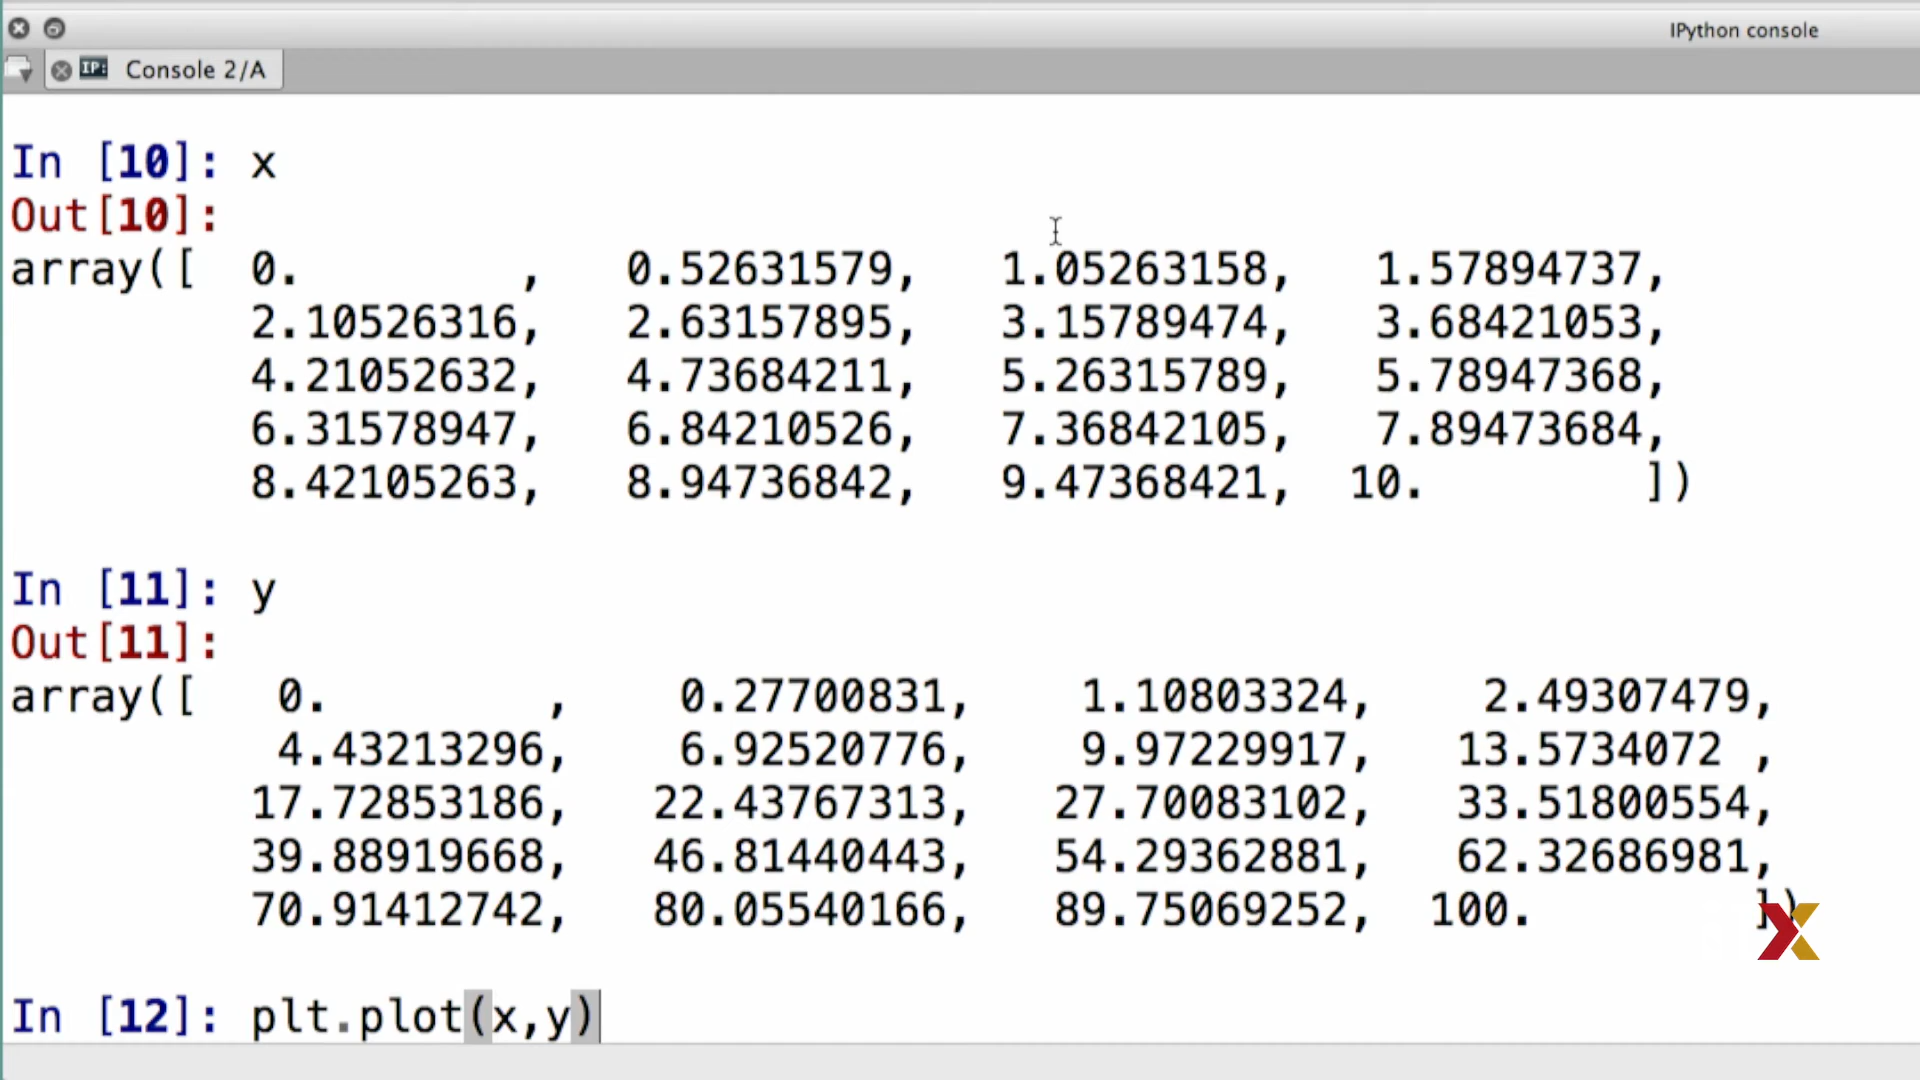 IPython console
IP: Console 2/A
In [10]: x
Out[10]:
array([ 0. , 0.52631579, 1.05263158, 1.57894737,
2.10526316, 2.63157895, 3.15789474, 3.68421053,
4.21052632, 4.73684211, 5.26315789, 5.78947368,
6.31578947, 6.84210526, 7.36842105, 7.89473684,
8.42105263, 8.94736842, 9.47368421, 10. ])
In [11]: y
Out[11]:
array([ 0. , 0.27700831, 1.10803324, 2.49307479,
4.43213296, 6.92520776, 9.97229917, 13.5734072 ,
17.72853186, 22.43767313, 27.70083102, 33.51800554,
39.88919668, 46.81440443, 54.29362881, 62.32686981,
70.91412742, 80.05540166, 89.75069252, 100. ])
X
In [12]: plt.plot(x,y)